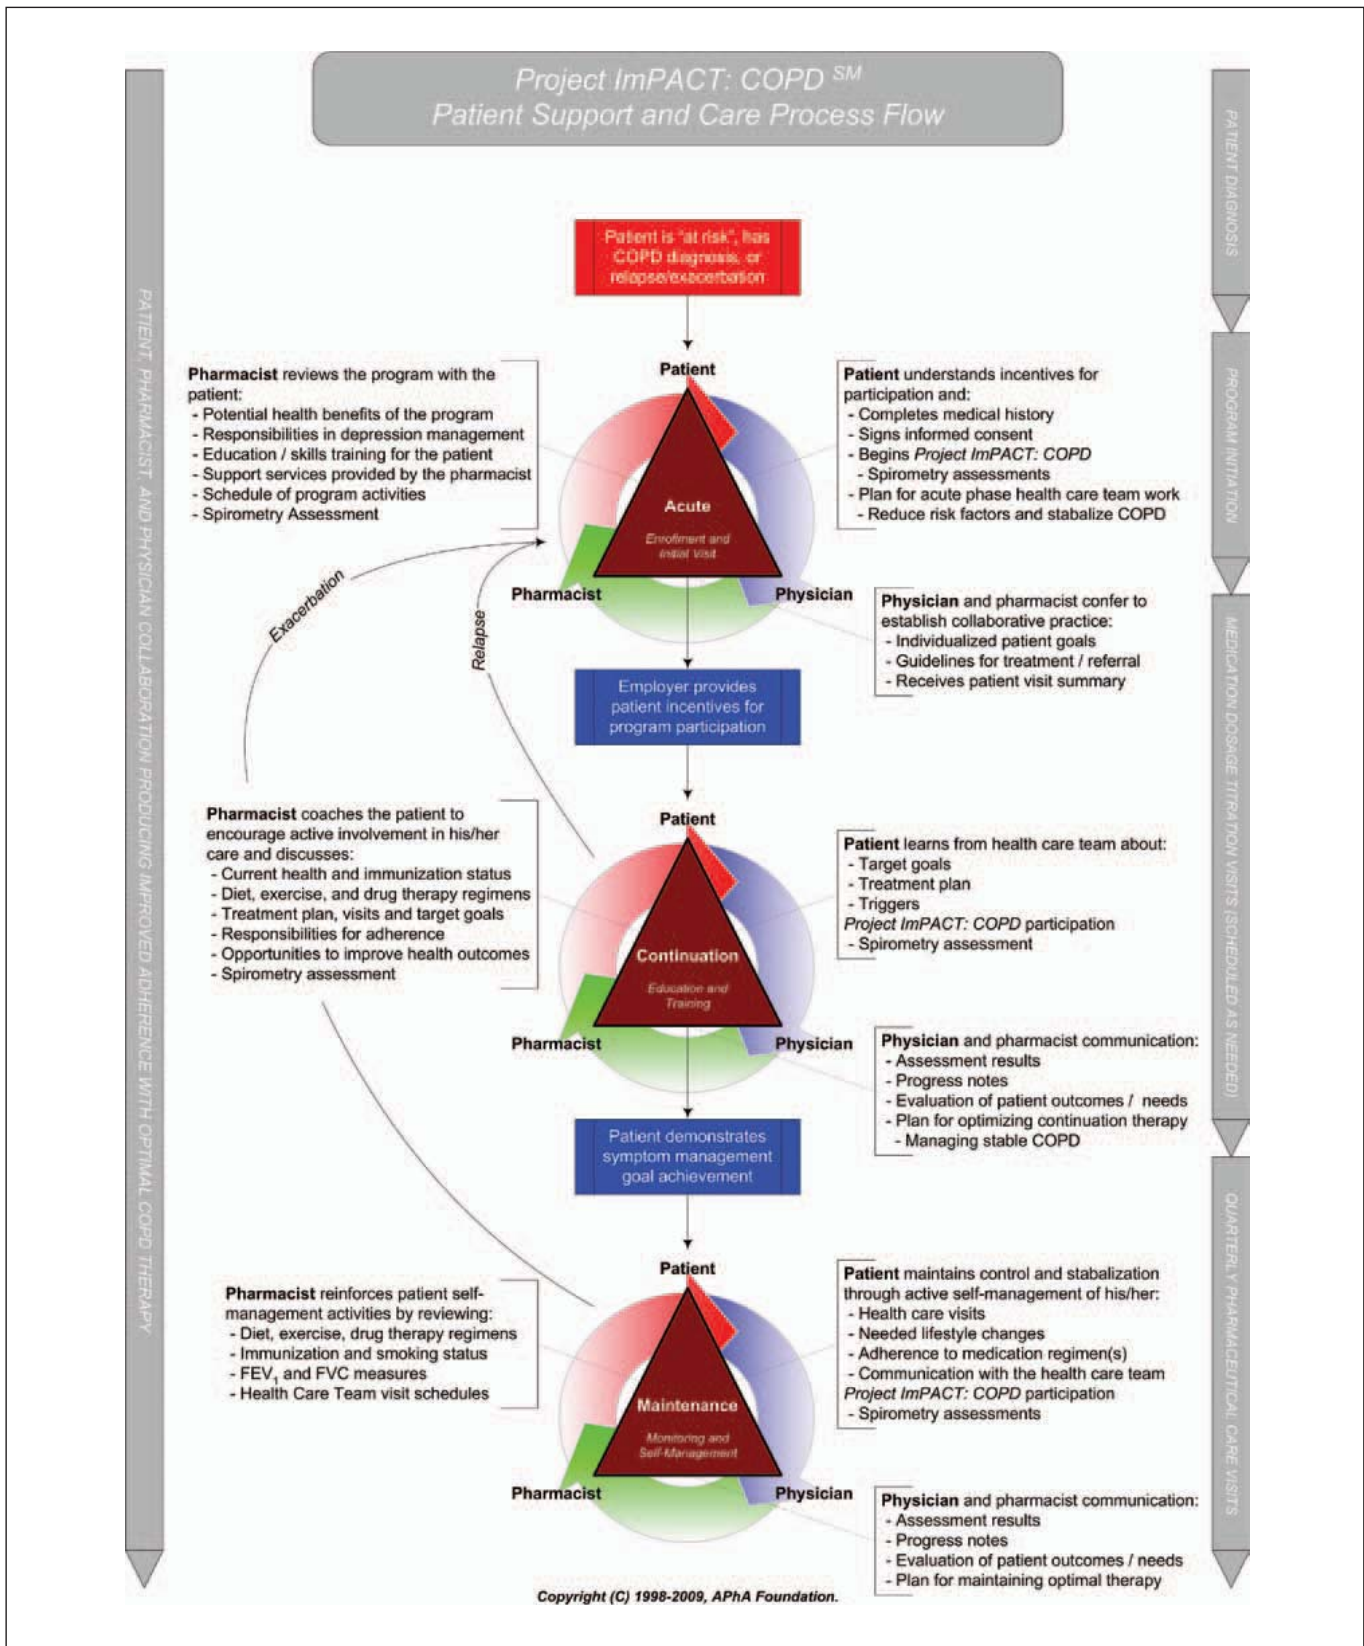 Project ImPACT: COPD SM
Patient Support and Care Process Flow
PATIENT, PHARMACIST, AND PHYSICIAN COLLABORATION PRODUCING IMPROVED ADHERENCE WITH OPTIMAL COPD THERAPY
PATIENT DIAGNOSIS
PROGRAM INITIATION
MEDICATION DOSAGE TITRATION VISITS (SCHEDULED AS NEEDED)
QUARTERLY PHARMACEUTICAL CARE VISITS
Patient is "at risk", has
COPD diagnosis, or
relapse/exacerbation
Pharmacist reviews the program with the
patient:
- Potential health benefits of the program
- Responsibilities in depression management
- Education / skills training for the patient
- Support services provided by the pharmacist
- Schedule of program activities
- Spirometry Assessment
Patient
Acute
Enrollment and
Initial Visit
Pharmacist
Physician
Patient understands incentives for
participation and:
- Completes medical history
- Signs informed consent
- Begins Project ImPACT: COPD
- Spirometry assessments
- Plan for acute phase health care team work
- Reduce risk factors and stabalize COPD
Physician and pharmacist confer to
establish collaborative practice:
- Individualized patient goals
- Guidelines for treatment / referral
- Receives patient visit summary
Exacerbation
Relapse
Employer provides
patient incentives for
program participation
Pharmacist coaches the patient to
encourage active involvement in his/her
care and discusses:
- Current health and immunization status
- Diet, exercise, and drug therapy regimens
- Treatment plan, visits and target goals
- Responsibilities for adherence
- Opportunities to improve health outcomes
- Spirometry assessment
Patient
Continuation
Education and
Training
Pharmacist
Physician
Patient learns from health care team about:
- Target goals
- Treatment plan
- Triggers
Project ImPACT: COPD participation
- Spirometry assessment
Physician and pharmacist communication:
- Assessment results
- Progress notes
- Evaluation of patient outcomes / needs
- Plan for optimizing continuation therapy
- Managing stable COPD
Patient demonstrates
symptom management
goal achievement
Pharmacist reinforces patient self-
management activities by reviewing:
- Diet, exercise, drug therapy regimens
- Immunization and smoking status
- FEV1 and FVC measures
- Health Care Team visit schedules
Patient
Maintenance
Monitoring and
Self-Management
Pharmacist
Physician
Patient maintains control and stabalization
through active self-management of his/her:
- Health care visits
- Needed lifestyle changes
- Adherence to medication regimen(s)
- Communication with the health care team
Project ImPACT: COPD participation
- Spirometry assessments
Physician and pharmacist communication:
- Assessment results
- Progress notes
- Evaluation of patient outcomes / needs
- Plan for maintaining optimal therapy
Copyright (C) 1998-2009, APhA Foundation.